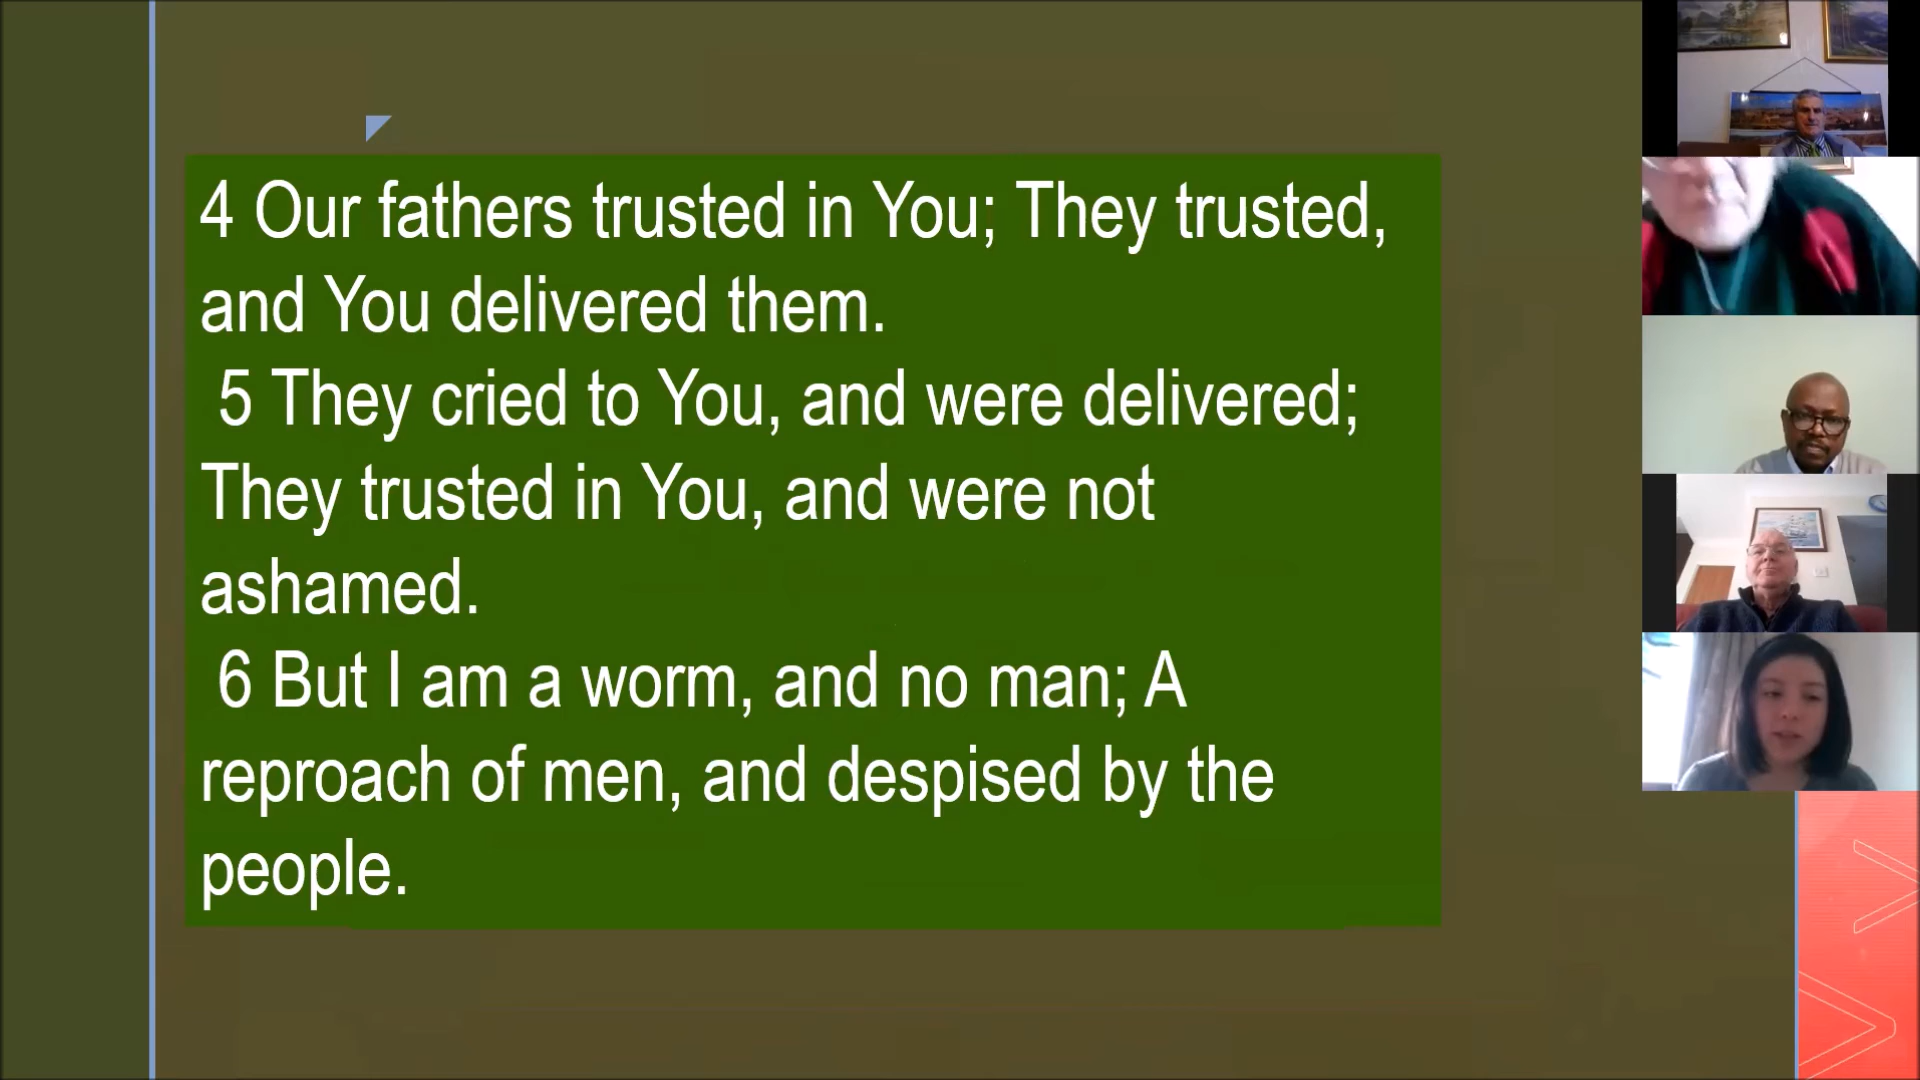 4 Our fathers trusted in You; They trusted,
and You delivered them.
5 They cried to You, and were delivered;
They trusted in You, and were not
ashamed.
6 But I am a worm, and no man; A
reproach of men, and despised by the
people.